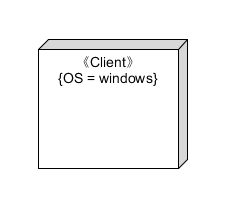 《Client》
{OS = windows}